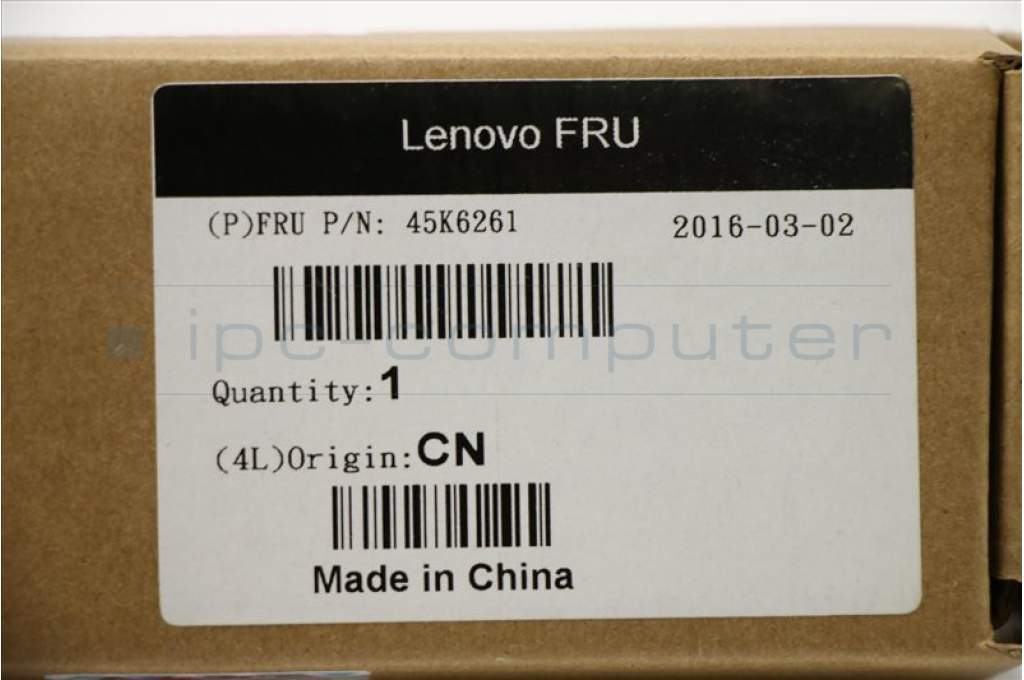 Lenovo FRU
(P)FRU P/N: 45K6261 2016-03-02
ipc-computer
Quantity:1
(4L)Origin:CN
Made in China